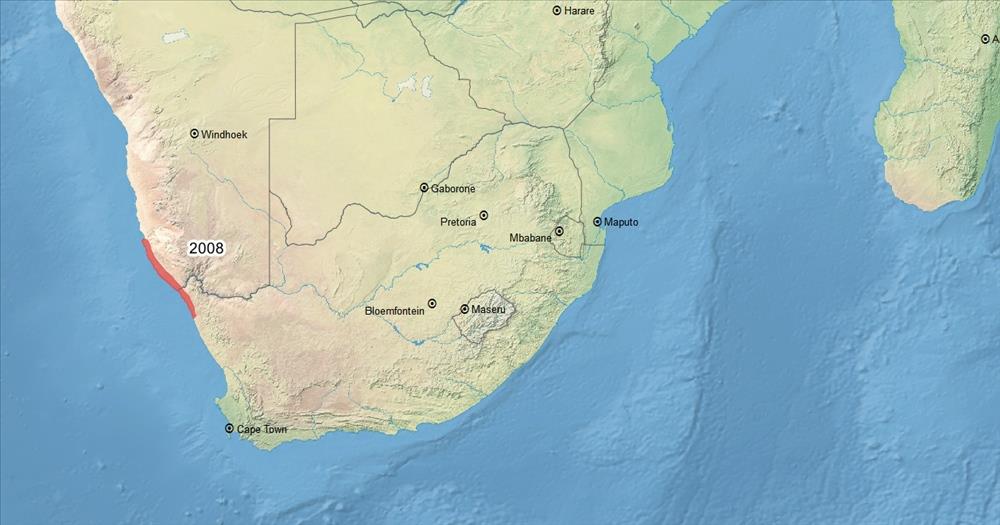 Harare
A
Windhoek
Gaborone
Pretoria
Maputo
Mbabane
2008
Bloemfontein
Maseru
Cape Town